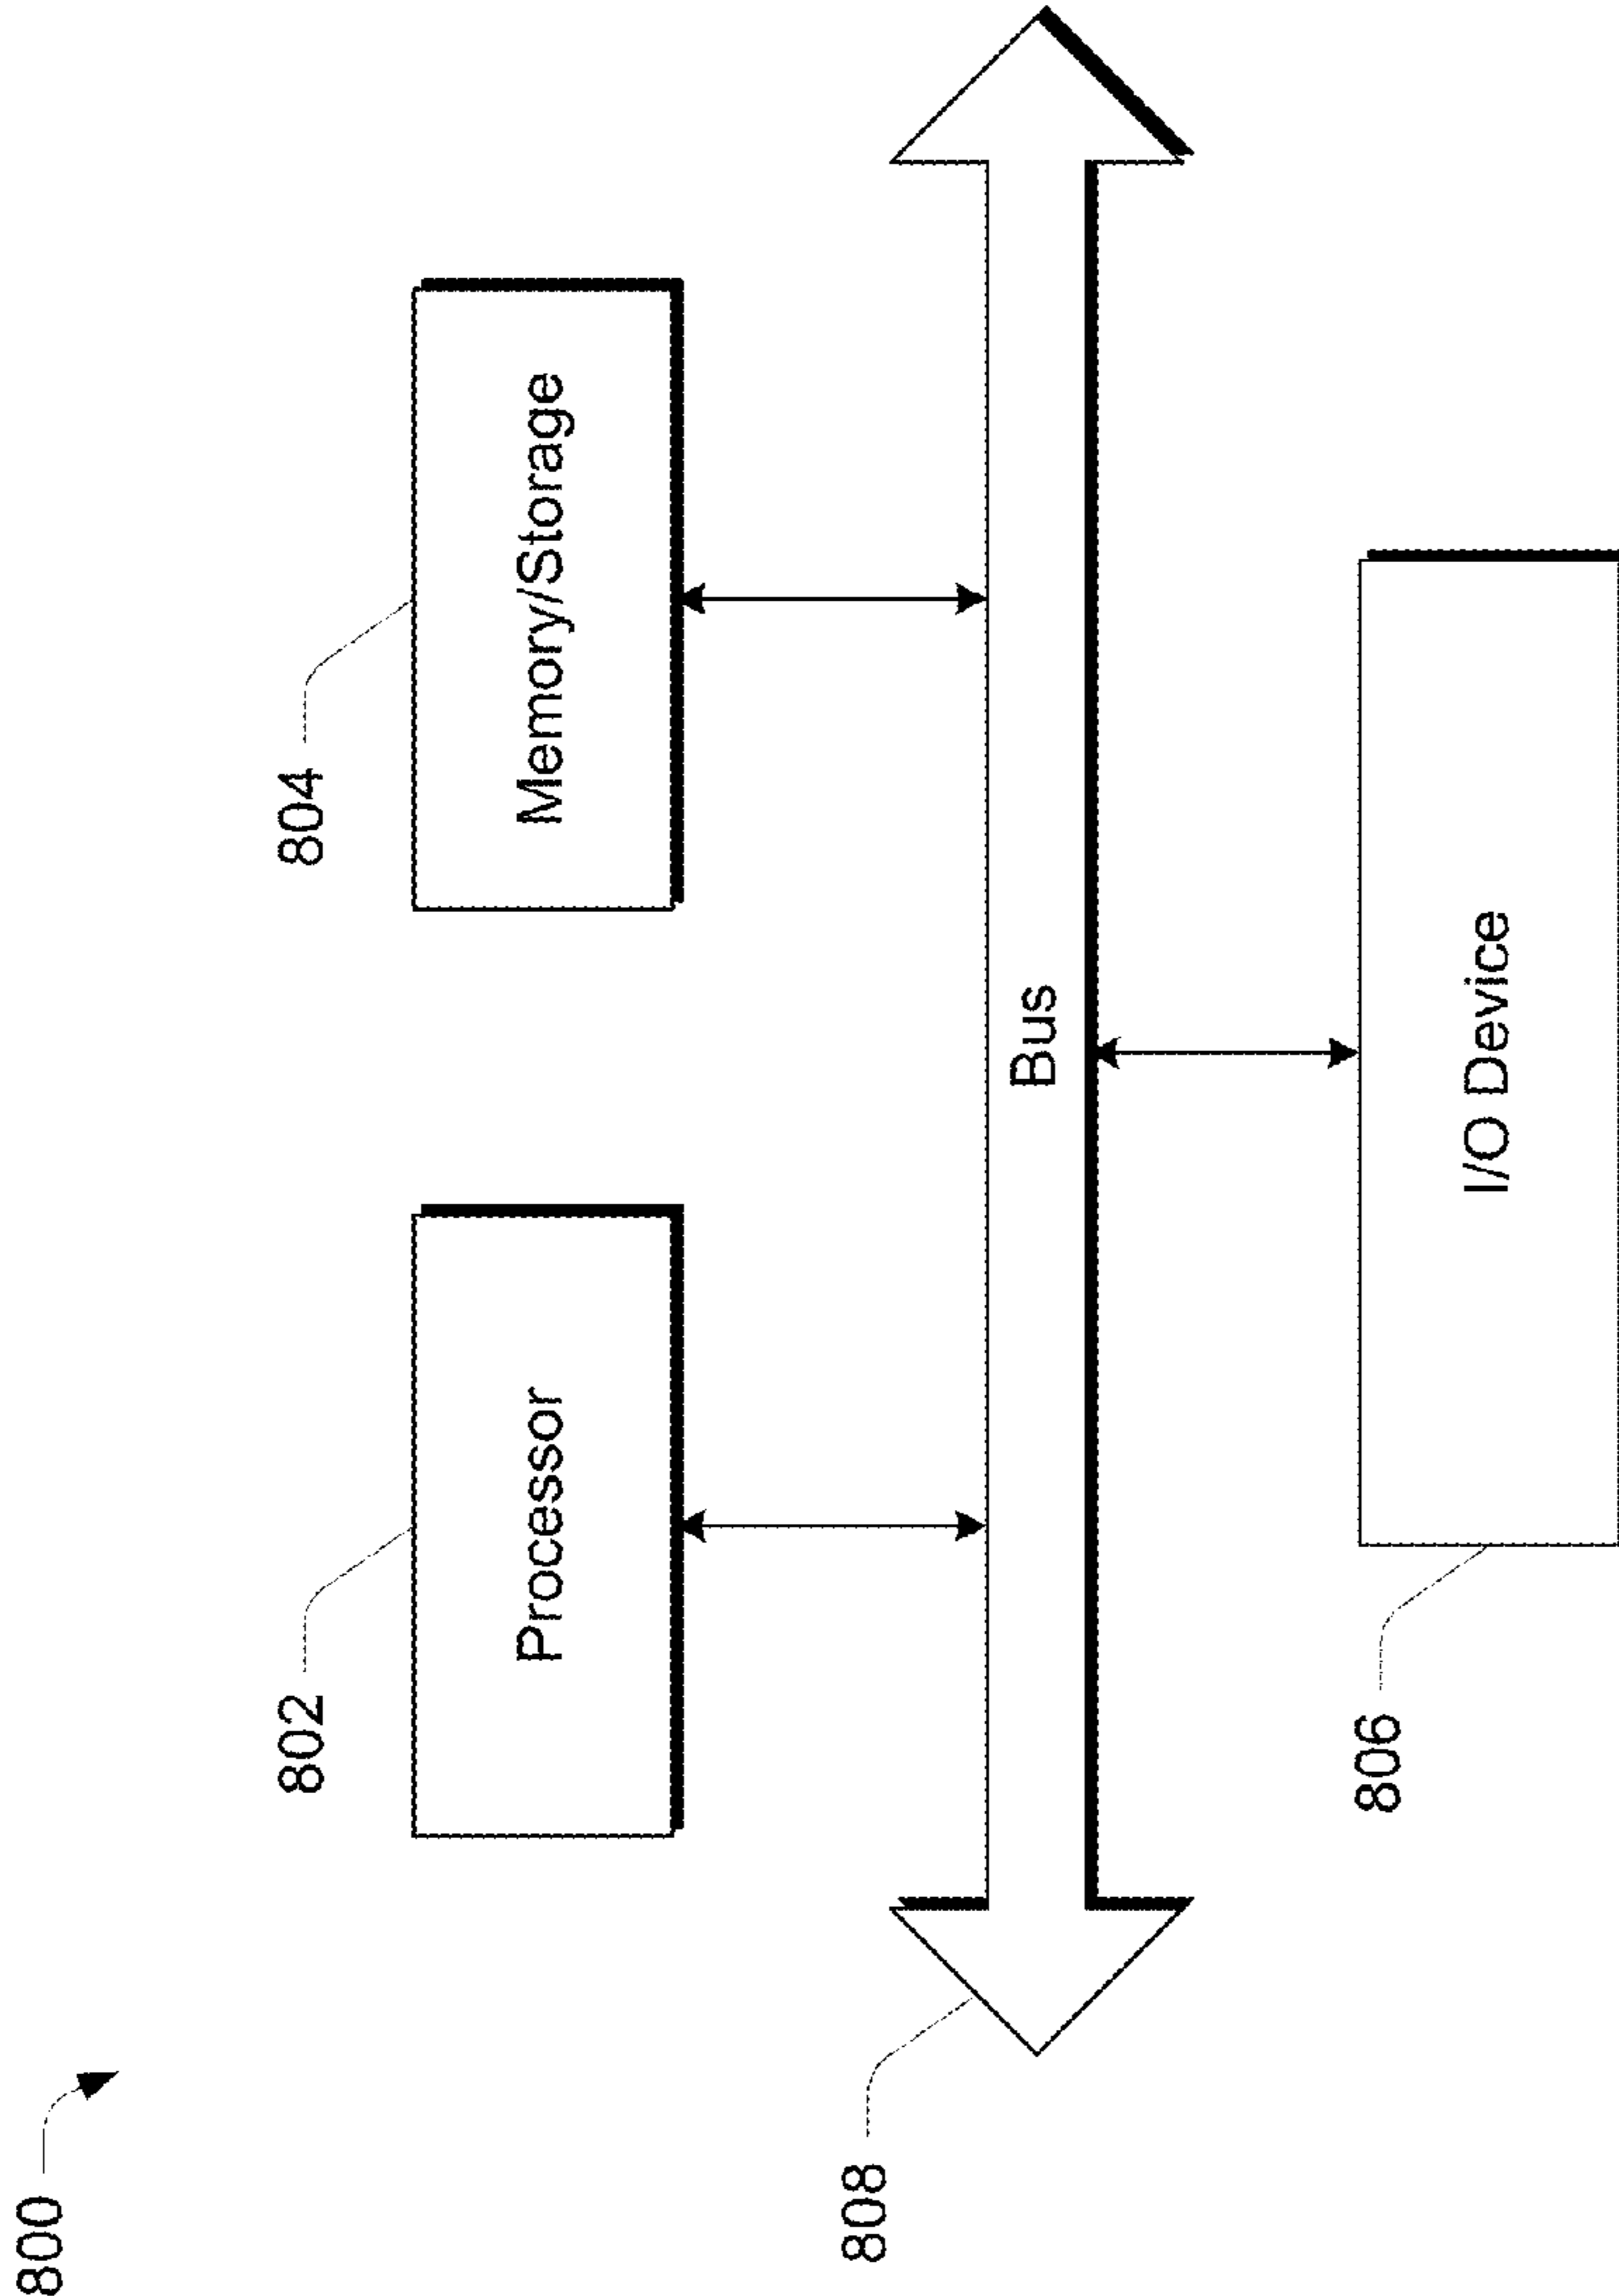 800
802
Processor
804
Memory/Storage
808
Bus
806
I/O Device